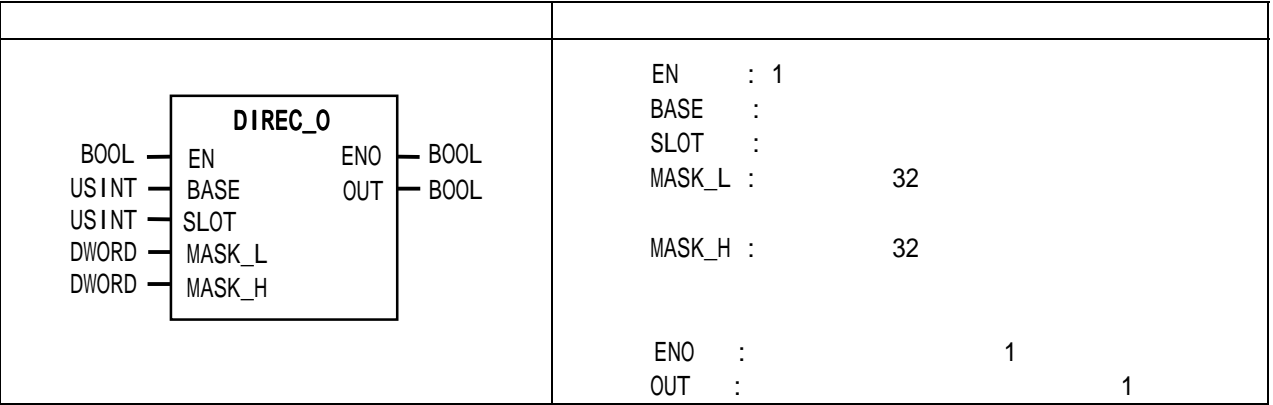 DIREC_O
BOOL EN ENO BOOL
USINT BASE OUT BOOL
USINT SLOT
DWORD MASK_L
DWORD MASK_H
EN : 1
BASE :
SLOT :
MASK_L : 32
MASK_H : 32
ENO : 1
OUT : 1